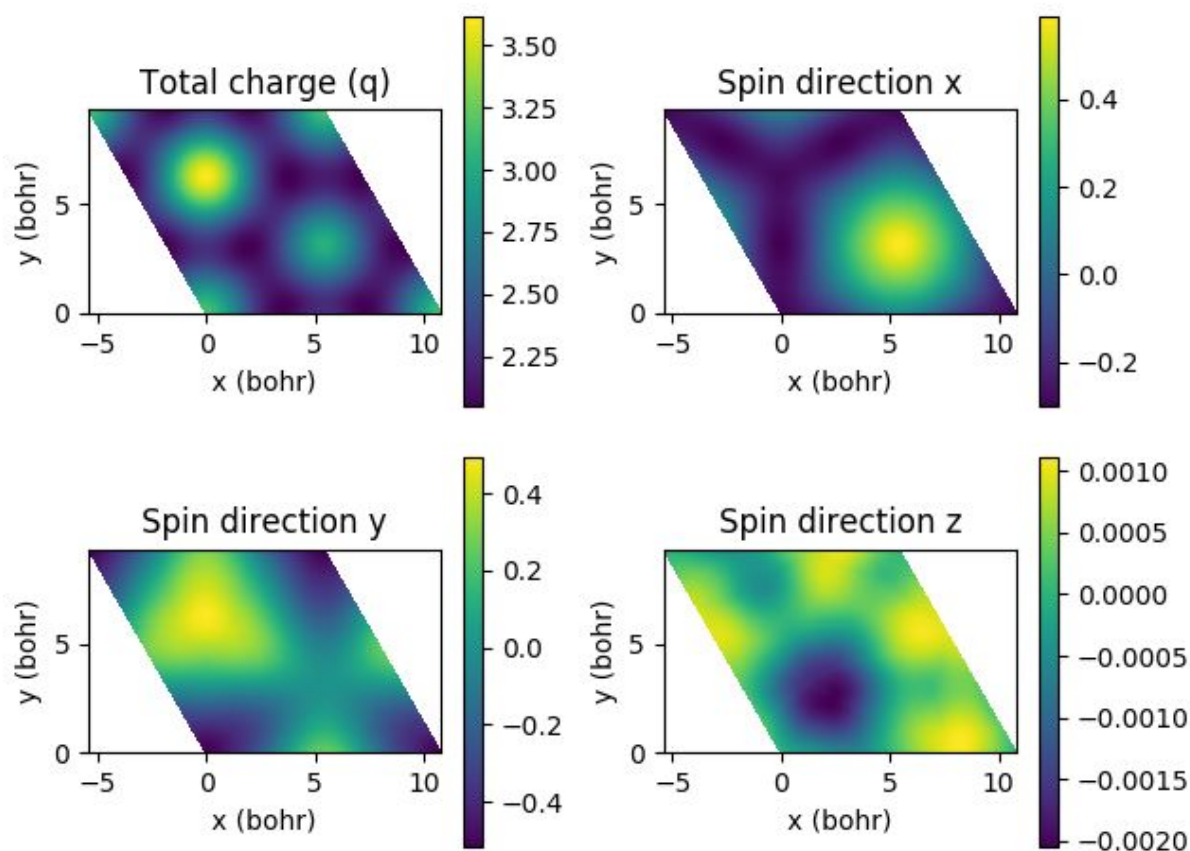 Total charge (q)
3.50
3.25
3.00
2.75
2.50
2.25
y (bohr)
5
0
−5 0 5 10
x (bohr)
Spin direction x
0.4
0.2
0.0
−0.2
y (bohr)
5
0
−5 0 5 10
x (bohr)
Spin direction y
0.4
0.2
0.0
−0.2
−0.4
y (bohr)
5
0
−5 0 5 10
x (bohr)
Spin direction z
0.0010
0.0005
0.0000
−0.0005
−0.0010
−0.0015
−0.0020
y (bohr)
5
0
−5 0 5 10
x (bohr)